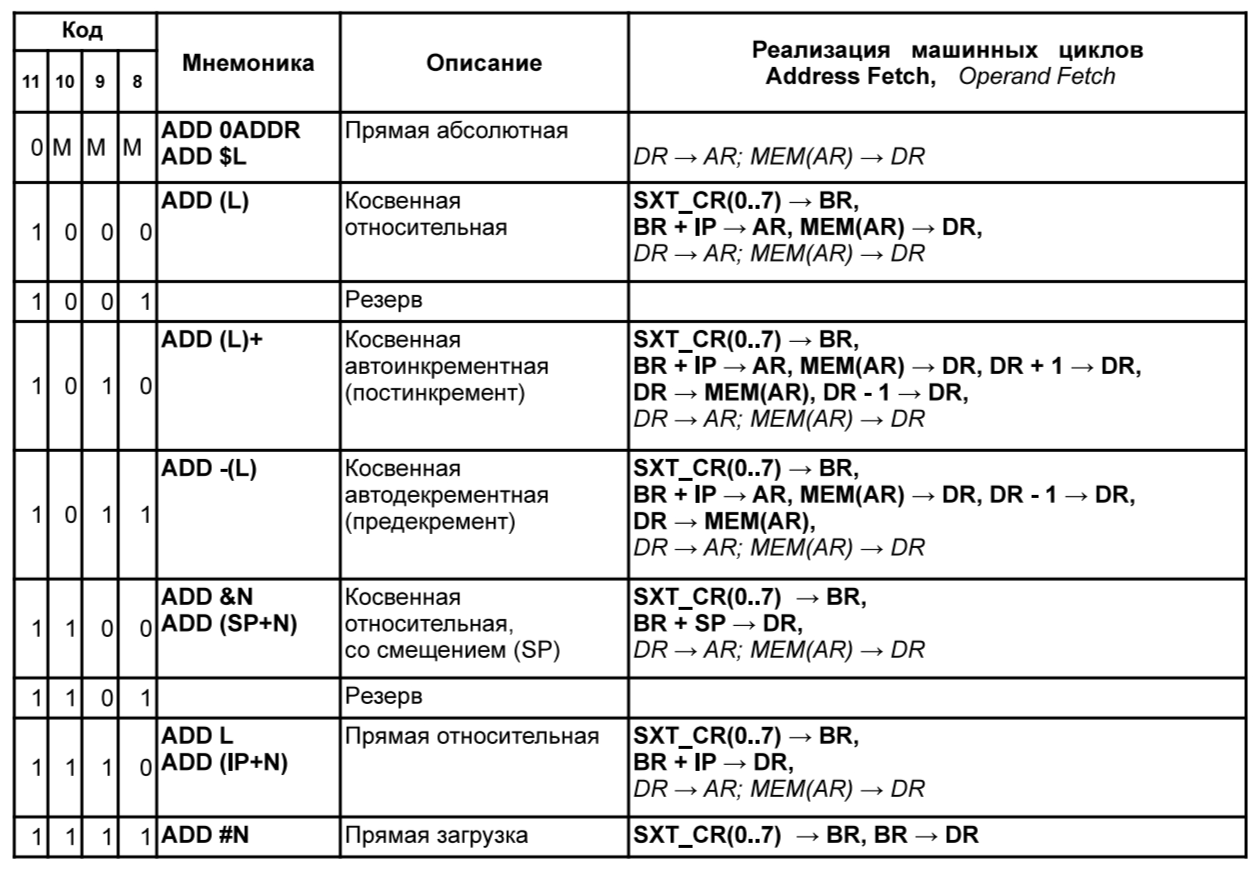 Код
11 10 9 8
Мнемоника
Описание
Реализация машинных циклов
Address Fetch, Operand Fetch
0 M M M
ADD 0ADDR
ADD $L
Прямая абсолютная
DR → AR; MEM(AR) → DR
1 0 0 0
ADD (L)
Косвенная
относительная
SXT_CR(0..7) → BR,
BR + IP → AR, MEM(AR) → DR,
DR → AR; MEM(AR) → DR
1 0 0 1
Резерв
1 0 1 0
ADD (L)+
Косвенная
автоинкрементная
(постинкремент)
SXT_CR(0..7) → BR,
BR + IP → AR, MEM(AR) → DR, DR + 1 → DR,
DR → MEM(AR), DR - 1 → DR,
DR → AR; MEM(AR) → DR
1 0 1 1
ADD -(L)
Косвенная
автодекрементная
(предекремент)
SXT_CR(0..7) → BR,
BR + IP → AR, MEM(AR) → DR, DR - 1 → DR,
DR → MEM(AR),
DR → AR; MEM(AR) → DR
1 1 0 0
ADD &N
ADD (SP+N)
Косвенная
относительная,
со смещением (SP)
SXT_CR(0..7) → BR,
BR + SP → DR,
DR → AR; MEM(AR) → DR
1 1 0 1
Резерв
1 1 1 0
ADD L
ADD (IP+N)
Прямая относительная
SXT_CR(0..7) → BR,
BR + IP → DR,
DR → AR; MEM(AR) → DR
1 1 1 1
ADD #N
Прямая загрузка
SXT_CR(0..7) → BR, BR → DR